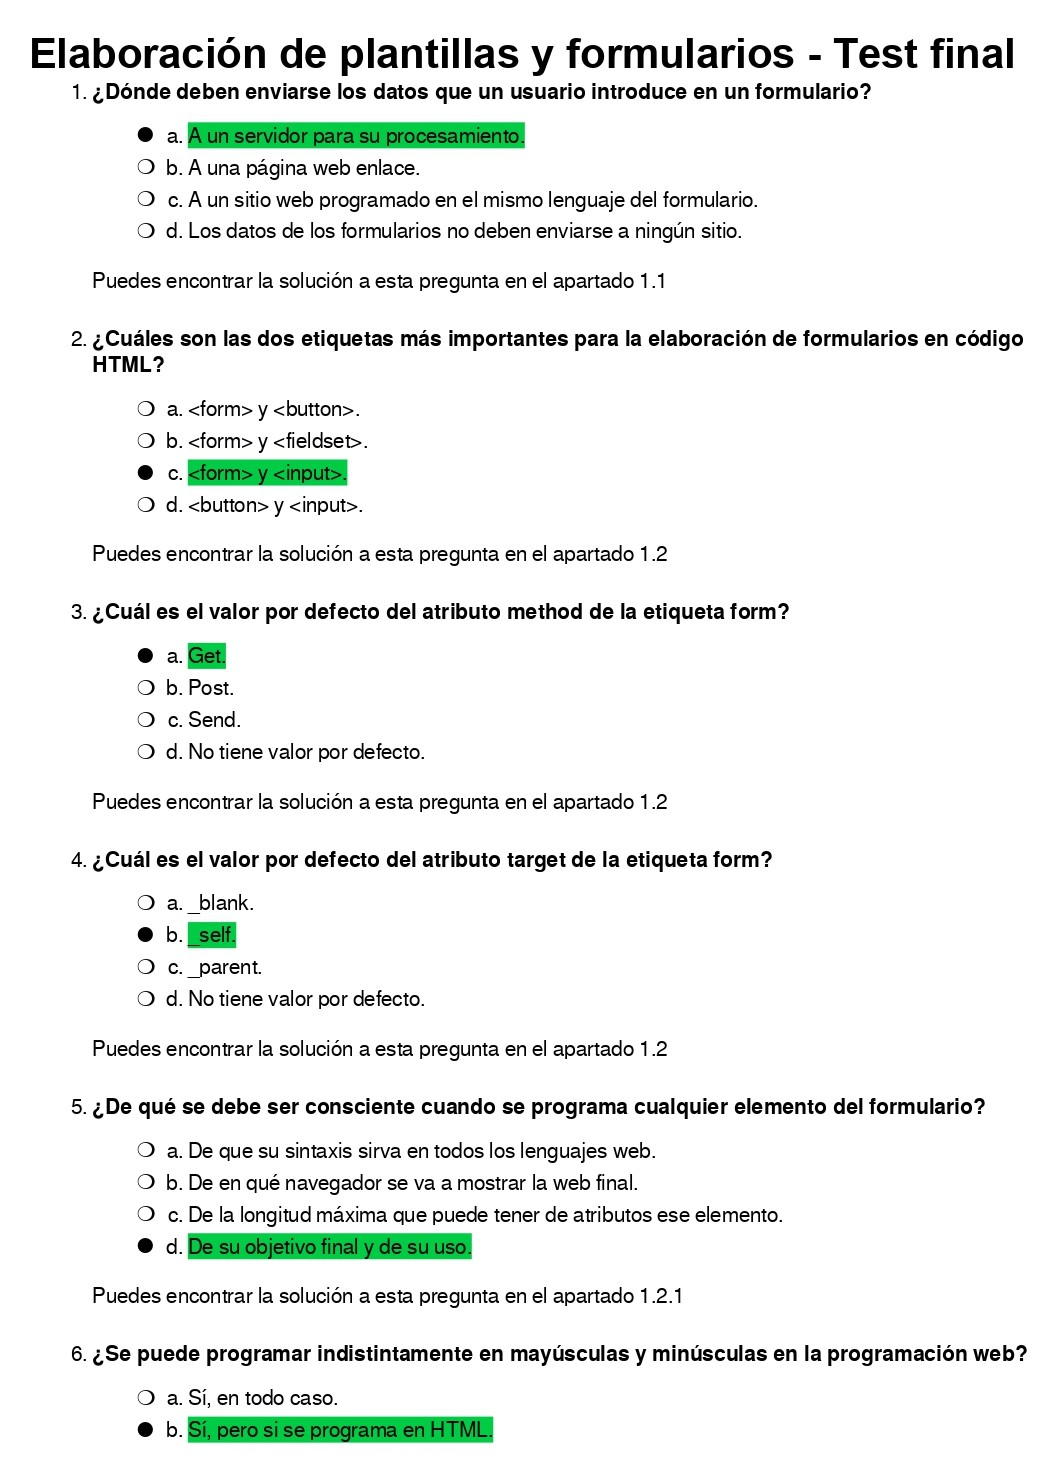 Elaboración de plantillas y formularios - Test final
1. ¿Dónde deben enviarse los datos que un usuario introduce en un formulario?
a. A un servidor para su procesamiento.
b. A una página web enlace.
c. A un sitio web programado en el mismo lenguaje del formulario.
d. Los datos de los formularios no deben enviarse a ningún sitio.
Puedes encontrar la solución a esta pregunta en el apartado 1.1
2. ¿Cuáles son las dos etiquetas más importantes para la elaboración de formularios en código
HTML?
a. <form> y <button>.
b. <form> y <fieldset>.
c. <form> y <input>.
d. <button> y <input>.
Puedes encontrar la solución a esta pregunta en el apartado 1.2
3. ¿Cuál es el valor por defecto del atributo method de la etiqueta form?
a. Get.
b. Post.
c. Send.
d. No tiene valor por defecto.
Puedes encontrar la solución a esta pregunta en el apartado 1.2
4. ¿Cuál es el valor por defecto del atributo target de la etiqueta form?
a. _blank.
b. _self.
c. _parent.
d. No tiene valor por defecto.
Puedes encontrar la solución a esta pregunta en el apartado 1.2
5. ¿De qué se debe ser consciente cuando se programa cualquier elemento del formulario?
a. De que su sintaxis sirva en todos los lenguajes web.
b. De en qué navegador se va a mostrar la web final.
c. De la longitud máxima que puede tener de atributos ese elemento.
d. De su objetivo final y de su uso.
Puedes encontrar la solución a esta pregunta en el apartado 1.2.1
6. ¿Se puede programar indistintamente en mayúsculas y minúsculas en la programación web?
a. Sí, en todo caso.
b. Sí, pero si se programa en HTML.